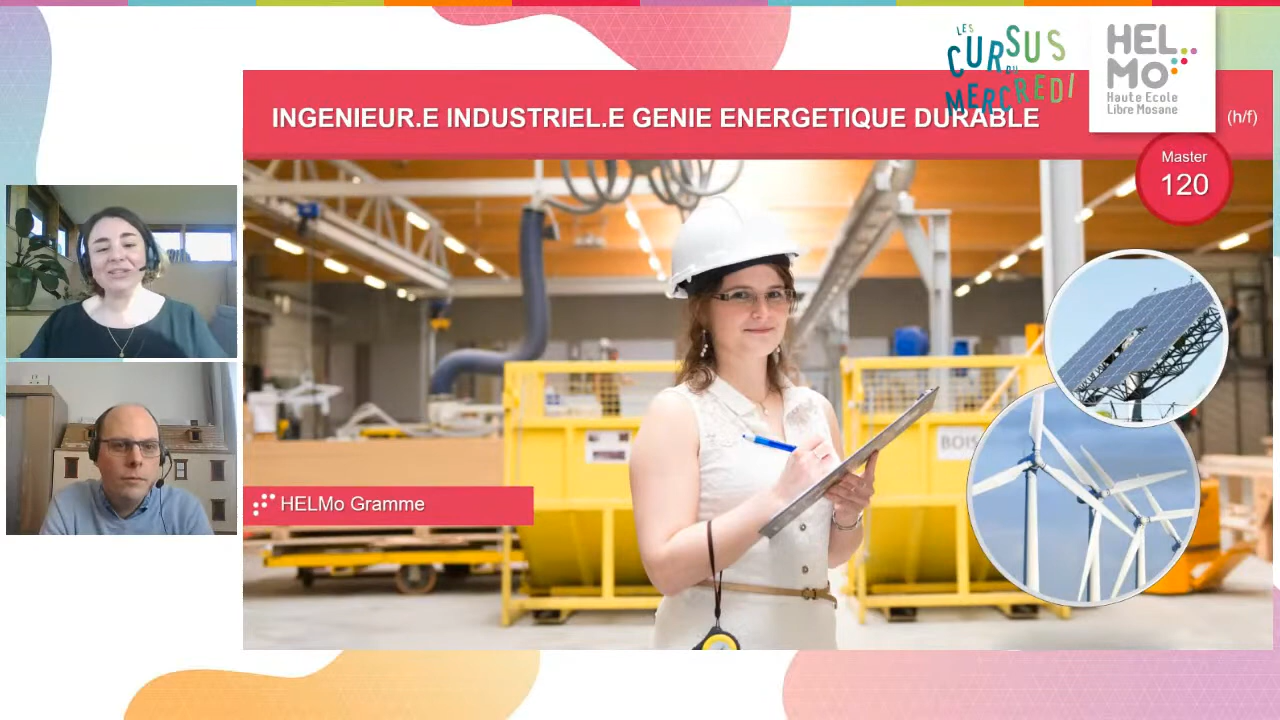 LES
CURSUS
DU
MERCREDI
HEL
MO
Haute Ecole
Libre Mosane
INGENIEUR.E INDUSTRIEL.E GENIE ENERGETIQUE DURABLE
(h/f)
Master
120
BOIS
HELMo Gramme